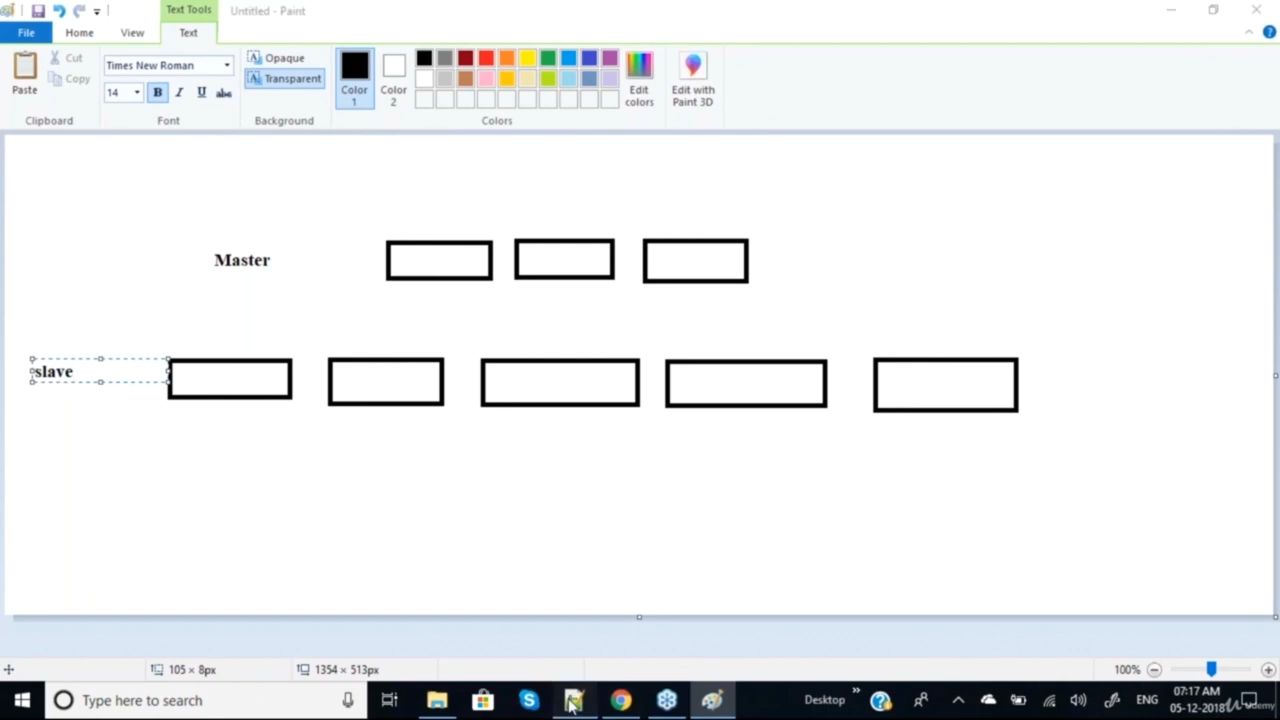 Text Tools
Untitled - Paint
File
Home
View
Text
Paste
Cut
Copy
Clipboard
Times New Roman
14
B
I
U
abc
Font
Opaque
Transparent
Background
Color
1
Color
2
Edit
colors
Colors
Edit with
Paint 3D
Master
slave
105 × 8px
1354 × 513px
100%
Type here to search
Desktop
ENG
07:17 AM
05-12-2018
Udemy